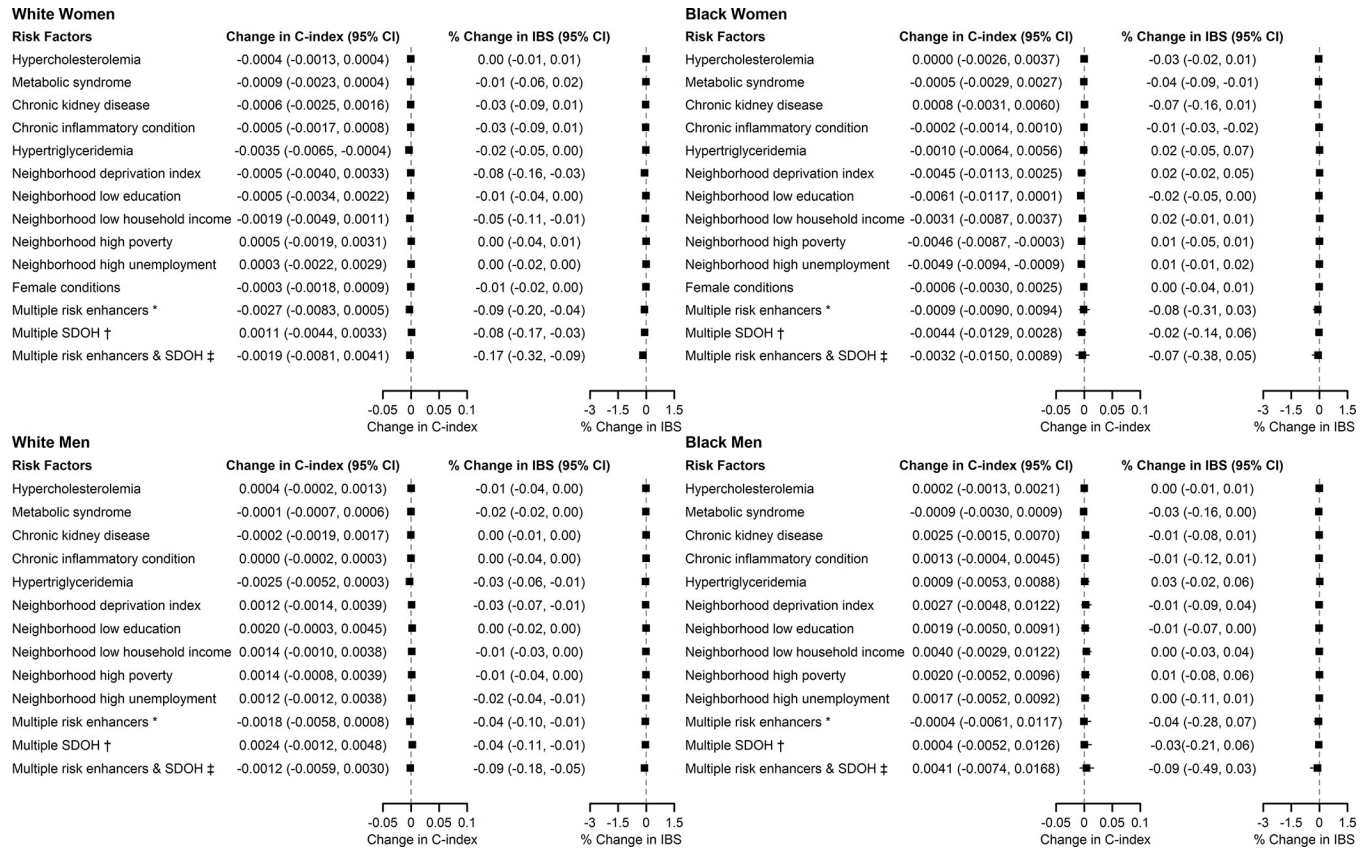 White Women
Risk Factors Change in C-index (95% CI) % Change in IBS (95% CI)
Hypercholesterolemia -0.0004 (-0.0013, 0.0004) 0.00 (-0.01, 0.01)
Metabolic syndrome -0.0009 (-0.0023, 0.0004) -0.01 (-0.06, 0.02)
Chronic kidney disease -0.0006 (-0.0025, 0.0016) -0.03 (-0.09, 0.01)
Chronic inflammatory condition -0.0005 (-0.0017, 0.0008) -0.03 (-0.09, 0.01)
Hypertriglyceridemia -0.0035 (-0.0065, -0.0004) -0.02 (-0.05, 0.00)
Neighborhood deprivation index -0.0005 (-0.0040, 0.0033) -0.08 (-0.16, -0.03)
Neighborhood low education -0.0005 (-0.0034, 0.0022) -0.01 (-0.04, 0.00)
Neighborhood low household income -0.0019 (-0.0049, 0.0011) -0.05 (-0.11, -0.01)
Neighborhood high poverty 0.0005 (-0.0019, 0.0031) 0.00 (-0.04, 0.01)
Neighborhood high unemployment 0.0003 (-0.0022, 0.0029) 0.00 (-0.02, 0.00)
Female conditions -0.0003 (-0.0018, 0.0009) -0.01 (-0.02, 0.00)
Multiple risk enhancers * -0.0027 (-0.0083, 0.0005) -0.09 (-0.20, -0.04)
Multiple SDOH † 0.0011 (-0.0044, 0.0033) -0.08 (-0.17, -0.03)
Multiple risk enhancers & SDOH ‡ -0.0019 (-0.0081, 0.0041) -0.17 (-0.32, -0.09)
-0.05 0 0.05 0.1 -3 -1.5 0 1.5
Change in C-index % Change in IBS
Black Women
Risk Factors Change in C-index (95% CI) % Change in IBS (95% CI)
Hypercholesterolemia 0.0000 (-0.0026, 0.0037) -0.03 (-0.02, 0.01)
Metabolic syndrome -0.0005 (-0.0029, 0.0027) -0.04 (-0.09, -0.01)
Chronic kidney disease 0.0008 (-0.0031, 0.0060) -0.07 (-0.16, 0.01)
Chronic inflammatory condition -0.0002 (-0.0014, 0.0010) -0.01 (-0.03, -0.02)
Hypertriglyceridemia -0.0010 (-0.0064, 0.0056) 0.02 (-0.05, 0.07)
Neighborhood deprivation index -0.0045 (-0.0113, 0.0025) 0.02 (-0.02, 0.05)
Neighborhood low education -0.0061 (-0.0117, 0.0001) -0.02 (-0.05, 0.00)
Neighborhood low household income -0.0031 (-0.0087, 0.0037) 0.02 (-0.01, 0.01)
Neighborhood high poverty -0.0046 (-0.0087, -0.0003) 0.01 (-0.05, 0.01)
Neighborhood high unemployment -0.0049 (-0.0094, -0.0009) 0.01 (-0.01, 0.02)
Female conditions -0.0006 (-0.0030, 0.0025) 0.00 (-0.04, 0.01)
Multiple risk enhancers * -0.0009 (-0.0090, 0.0094) -0.08 (-0.31, 0.03)
Multiple SDOH † -0.0044 (-0.0129, 0.0028) -0.02 (-0.14, 0.06)
Multiple risk enhancers & SDOH ‡ -0.0032 (-0.0150, 0.0089) -0.07 (-0.38, 0.05)
-0.05 0 0.05 0.1 -3 -1.5 0 1.5
Change in C-index % Change in IBS
White Men
Risk Factors Change in C-index (95% CI) % Change in IBS (95% CI)
Hypercholesterolemia 0.0004 (-0.0002, 0.0013) -0.01 (-0.04, 0.00)
Metabolic syndrome -0.0001 (-0.0007, 0.0006) -0.02 (-0.02, 0.00)
Chronic kidney disease -0.0002 (-0.0019, 0.0017) 0.00 (-0.01, 0.00)
Chronic inflammatory condition 0.0000 (-0.0002, 0.0003) 0.00 (-0.04, 0.00)
Hypertriglyceridemia -0.0025 (-0.0052, 0.0003) -0.03 (-0.06, -0.01)
Neighborhood deprivation index 0.0012 (-0.0014, 0.0039) -0.03 (-0.07, -0.01)
Neighborhood low education 0.0020 (-0.0003, 0.0045) 0.00 (-0.02, 0.00)
Neighborhood low household income 0.0014 (-0.0010, 0.0038) -0.01 (-0.03, 0.00)
Neighborhood high poverty 0.0014 (-0.0008, 0.0039) -0.01 (-0.04, 0.00)
Neighborhood high unemployment 0.0012 (-0.0012, 0.0038) -0.02 (-0.04, -0.01)
Multiple risk enhancers * -0.0018 (-0.0058, 0.0008) -0.04 (-0.10, -0.01)
Multiple SDOH † 0.0024 (-0.0012, 0.0048) -0.04 (-0.11, -0.01)
Multiple risk enhancers & SDOH ‡ -0.0012 (-0.0059, 0.0030) -0.09 (-0.18, -0.05)
-0.05 0 0.05 0.1 -3 -1.5 0 1.5
Change in C-index % Change in IBS
Black Men
Risk Factors Change in C-index (95% CI) % Change in IBS (95% CI)
Hypercholesterolemia 0.0002 (-0.0013, 0.0021) 0.00 (-0.01, 0.01)
Metabolic syndrome -0.0009 (-0.0030, 0.0009) -0.03 (-0.16, 0.00)
Chronic kidney disease 0.0025 (-0.0015, 0.0070) -0.01 (-0.08, 0.01)
Chronic inflammatory condition 0.0013 (-0.0004, 0.0045) -0.01 (-0.12, 0.01)
Hypertriglyceridemia 0.0009 (-0.0053, 0.0088) 0.03 (-0.02, 0.06)
Neighborhood deprivation index 0.0027 (-0.0048, 0.0122) -0.01 (-0.09, 0.04)
Neighborhood low education 0.0019 (-0.0050, 0.0091) -0.01 (-0.07, 0.00)
Neighborhood low household income 0.0040 (-0.0029, 0.0122) 0.00 (-0.03, 0.04)
Neighborhood high poverty 0.0020 (-0.0052, 0.0096) 0.01 (-0.08, 0.06)
Neighborhood high unemployment 0.0017 (-0.0052, 0.0092) 0.00 (-0.11, 0.01)
Multiple risk enhancers * -0.0004 (-0.0061, 0.0117) -0.04 (-0.28, 0.07)
Multiple SDOH † 0.0004 (-0.0052, 0.0126) -0.03(-0.21, 0.06)
Multiple risk enhancers & SDOH ‡ 0.0041 (-0.0074, 0.0168) -0.09 (-0.49, 0.03)
-0.05 0 0.05 0.1 -3 -1.5 0 1.5
Change in C-index % Change in IBS